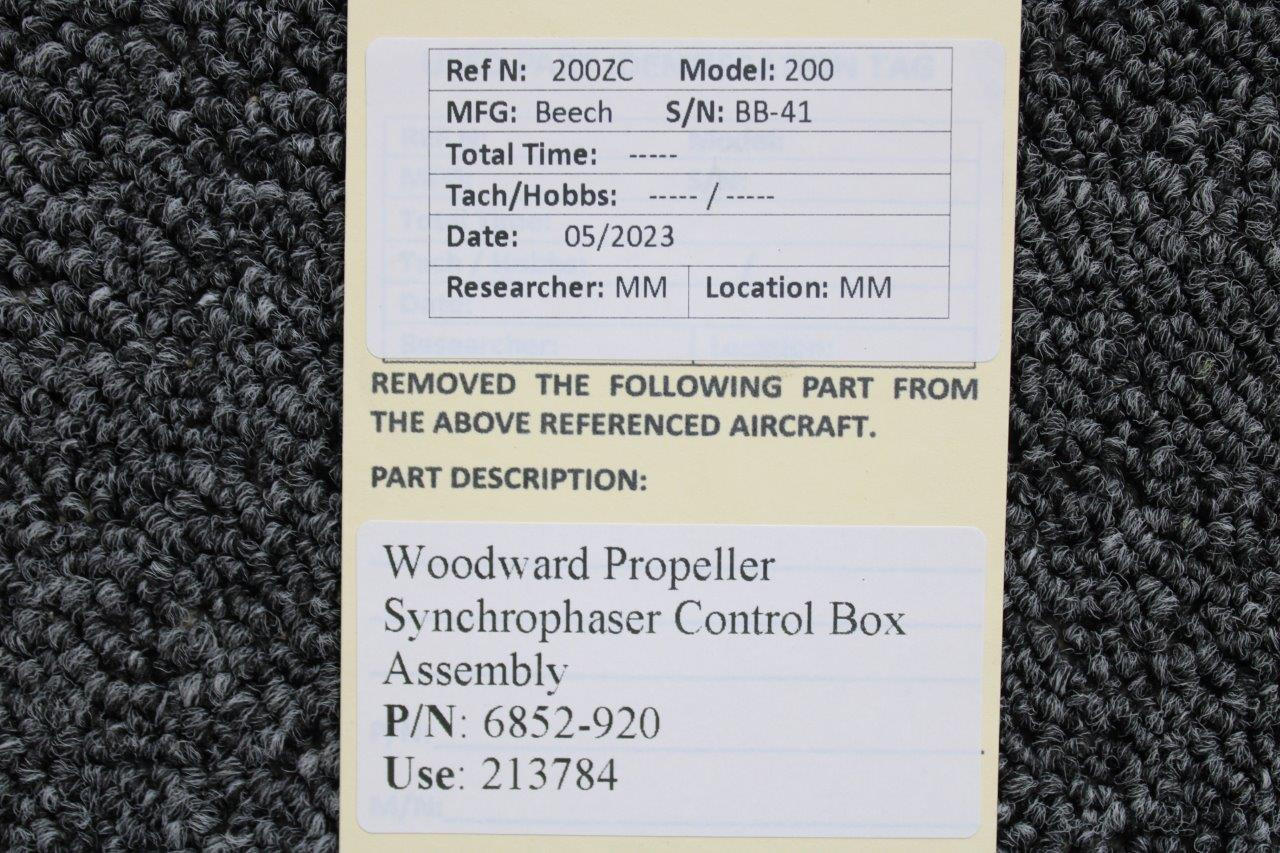 Ref N: 200ZC Model: 200
MFG: Beech S/N: BB-41
Total Time: -----
Tach/Hobbs: ----- / -----
Date: 05/2023
Researcher: MM Location: MM
REMOVED THE FOLLOWING PART FROM
THE ABOVE REFERENCED AIRCRAFT.
PART DESCRIPTION:
Woodward Propeller
Synchrophaser Control Box
Assembly
P/N: 6852-920
Use: 213784
M/N: